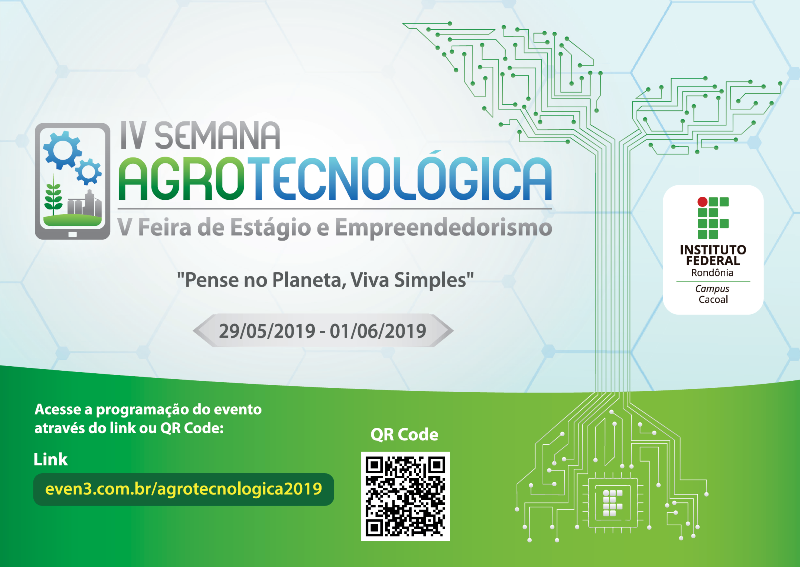 IV SEMANA
AGROTECNOLÓGICA
V Feira de Estágio e Empreendedorismo
"Pense no Planeta, Viva Simples"
29/05/2019 - 01/06/2019
INSTITUTO
FEDERAL
Rondônia
Campus
Cacoal
Acesse a programação do evento
através do link ou QR Code:
Link
even3.com.br/agrotecnologica2019
QR Code